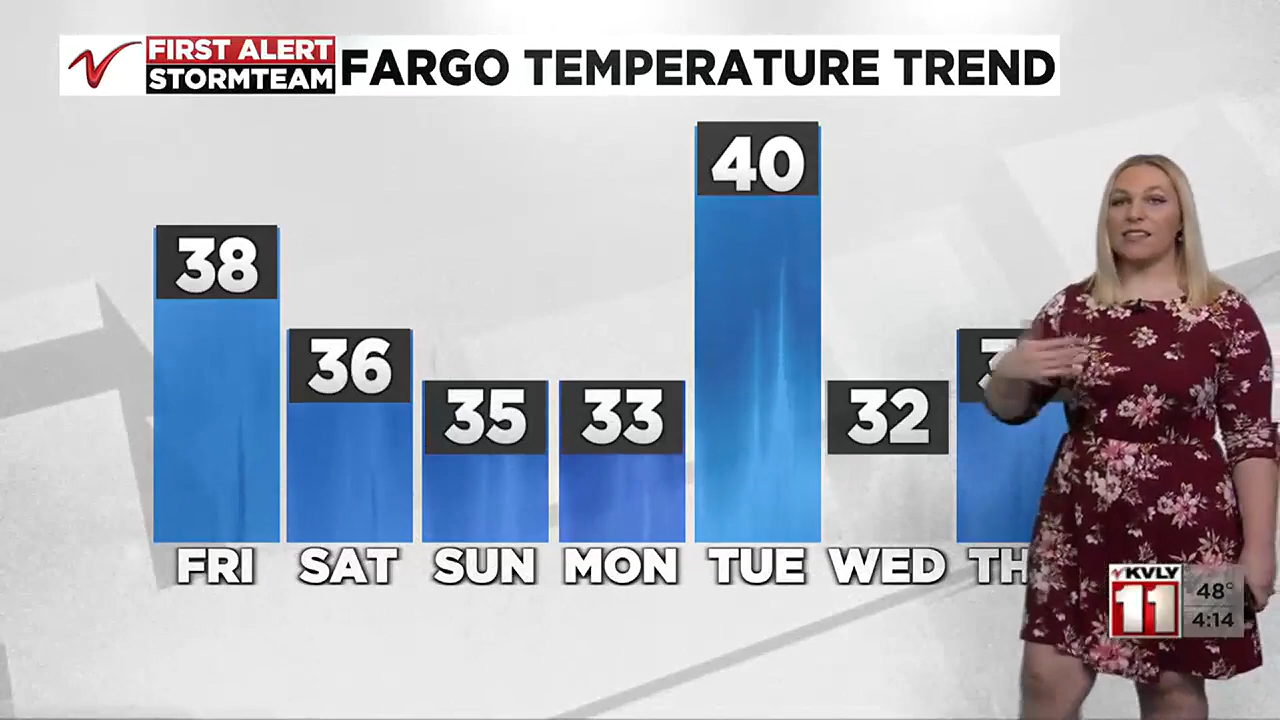 FIRST ALERT
STORMTEAM
FARGO TEMPERATURE TREND
38
36
35
33
40
32
FRI
SAT
SUN
MON
TUE
WED
KVLY
11
48°
4:14